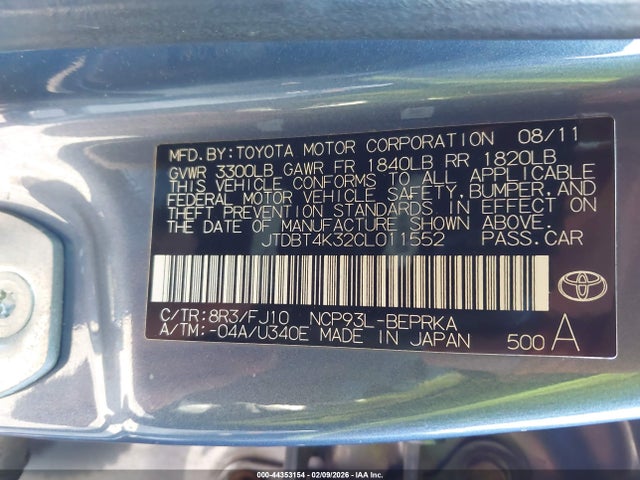 MFD. BY: TOYOTA MOTOR CORPORATION 08/11
GVWR 3300LB GAWR FR 1840LB RR 1820LB
THIS VEHICLE CONFORMS TO ALL APPLICABLE
FEDERAL MOTOR VEHICLE SAFETY, BUMPER, AND
THEFT PREVENTION STANDARDS IN EFFECT ON
THE DATE OF MANUFACTURE SHOWN ABOVE.
JTDBT4K32CL011552 PASS. CAR
C/TR: 8R3/FJ10 NCP93L-BEPRKA
A/TM: -04A/U340E MADE IN JAPAN 500 A
000-44353154 | 02/09/2026 | IAA Inc.